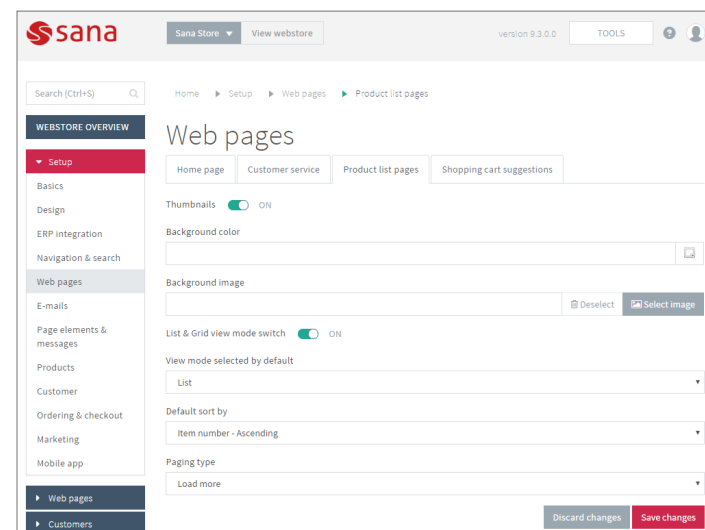 sana
Sana Store View webstore
version 9.3.0.0 TOOLS
Search (Ctrl+S)
Home Setup Web pages Product list pages
WEBSTORE OVERVIEW
Web pages
Setup
Home page Customer service Product list pages Shopping cart suggestions
Basics
Design
ERP integration
Navigation & search
Web pages
E-mails
Page elements &
messages
Products
Customer
Ordering & checkout
Marketing
Mobile app
Web pages
Customers
Thumbnails ON
Background color
Background image
Deselect Select image
List & Grid view mode switch ON
View mode selected by default
List
Default sort by
Item number - Ascending
Paging type
Load more
Discard changes Save changes